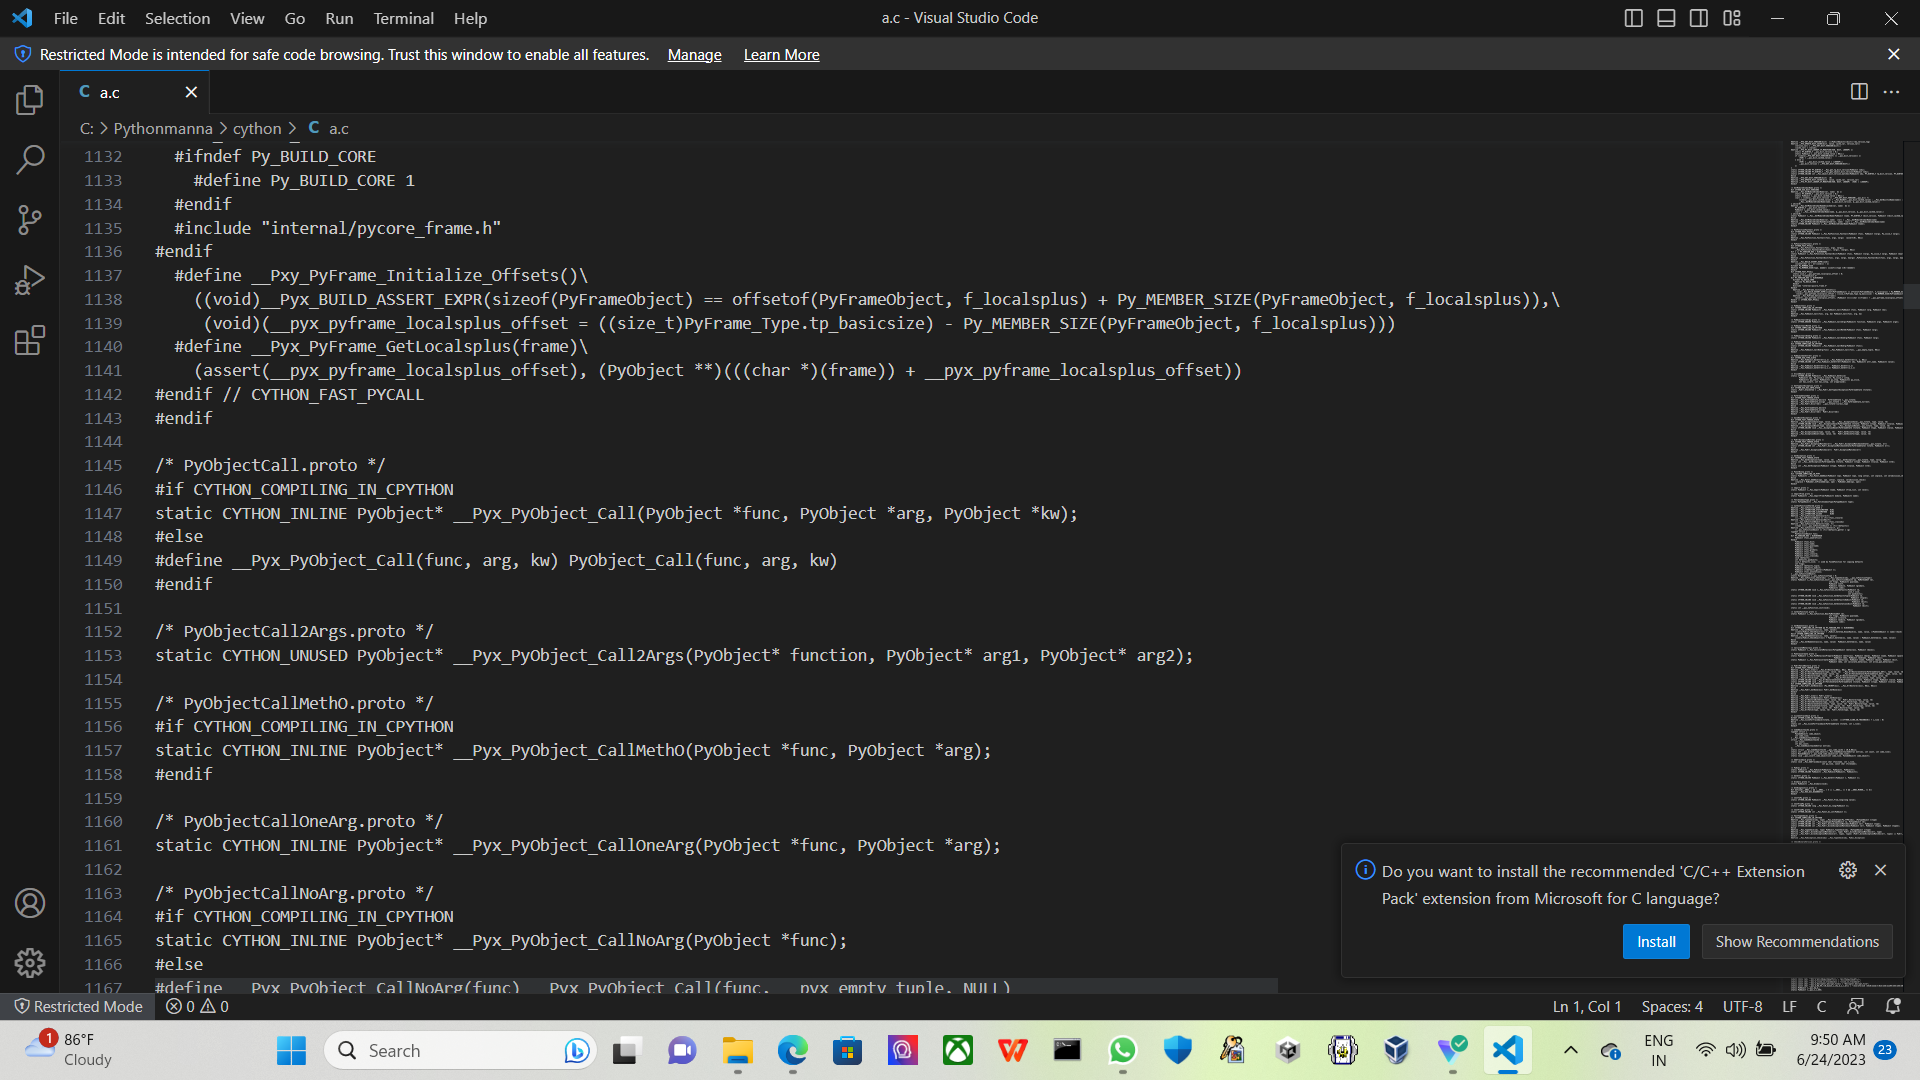 File Edit Selection View Go Run Terminal Help
a.c - Visual Studio Code
Restricted Mode is intended for safe code browsing. Trust this window to enable all features. Manage Learn More
C a.c
C: > Pythonmanna > cython > C a.c
1132 #ifndef Py_BUILD_CORE
1133 #define Py_BUILD_CORE 1
1134 #endif
1135 #include "internal/pycore_frame.h"
1136 #endif
1137 #define __Pxy_PyFrame_Initialize_Offsets()\
1138 ((void)__Pyx_BUILD_ASSERT_EXPR(sizeof(PyFrameObject) == offsetof(PyFrameObject, f_localsplus) + Py_MEMBER_SIZE(PyFrameObject, f_localsplus)),\
1139 (void)(__pyx_pyframe_localsplus_offset = ((size_t)PyFrame_Type.tp_basicsize) - Py_MEMBER_SIZE(PyFrameObject, f_localsplus)))
1140 #define __Pyx_PyFrame_GetLocalsplus(frame)\
1141 (assert(__pyx_pyframe_localsplus_offset), (PyObject **)(((char *)(frame)) + __pyx_pyframe_localsplus_offset))
1142 #endif // CYTHON_FAST_PYCALL
1143 #endif
1144
1145 /* PyObjectCall.proto */
1146 #if CYTHON_COMPILING_IN_CPYTHON
1147 static CYTHON_INLINE PyObject* __Pyx_PyObject_Call(PyObject *func, PyObject *arg, PyObject *kw);
1148 #else
1149 #define __Pyx_PyObject_Call(func, arg, kw) PyObject_Call(func, arg, kw)
1150 #endif
1151
1152 /* PyObjectCall2Args.proto */
1153 static CYTHON_UNUSED PyObject* __Pyx_PyObject_Call2Args(PyObject* function, PyObject* arg1, PyObject* arg2);
1154
1155 /* PyObjectCallMethO.proto */
1156 #if CYTHON_COMPILING_IN_CPYTHON
1157 static CYTHON_INLINE PyObject* __Pyx_PyObject_CallMethO(PyObject *func, PyObject *arg);
1158 #endif
1159
1160 /* PyObjectCallOneArg.proto */
1161 static CYTHON_INLINE PyObject* __Pyx_PyObject_CallOneArg(PyObject *func, PyObject *arg);
1162
1163 /* PyObjectCallNoArg.proto */
1164 #if CYTHON_COMPILING_IN_CPYTHON
1165 static CYTHON_INLINE PyObject* __Pyx_PyObject_CallNoArg(PyObject *func);
1166 #else
1167 #define __Pyx_PyObject_CallNoArg(func) __Pyx_PyObject_Call(func, __pyx_empty_tuple, NULL)
Do you want to install the recommended 'C/C++ Extension
Pack' extension from Microsoft for C language?
Install Show Recommendations
Restricted Mode 0 0
Ln 1, Col 1 Spaces: 4 UTF-8 LF C
1 86°F
Cloudy
Search
ENG
IN
9:50 AM
6/24/2023
23